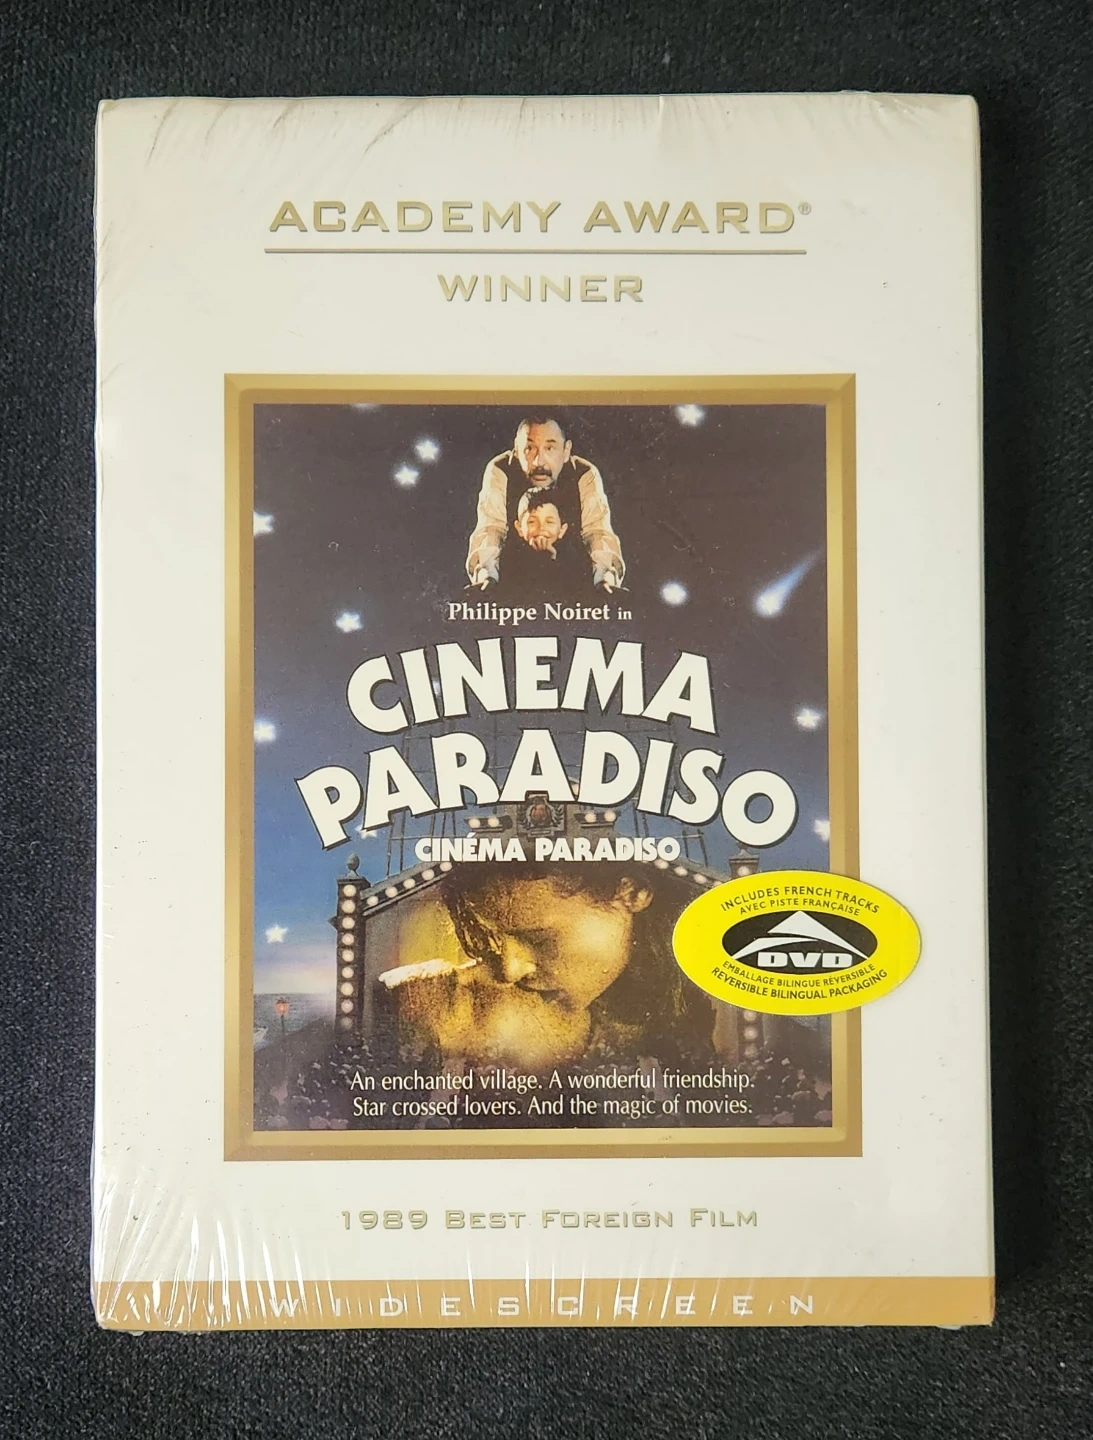 ACADEMY AWARD®
WINNER
Philippe Noiret in
CINEMA
PARADISO
CINÉMA PARADISO
INCLUDES FRENCH TRACKS
AVEC PISTE FRANÇAISE
DVD
EMBALLAGE BILINGUE RÉVERSIBLE
REVERSIBLE BILINGUAL PACKAGING
An enchanted village. A wonderful friendship.
Star crossed lovers. And the magic of movies.
1989 BEST FOREIGN FILM
WIDESCREEN